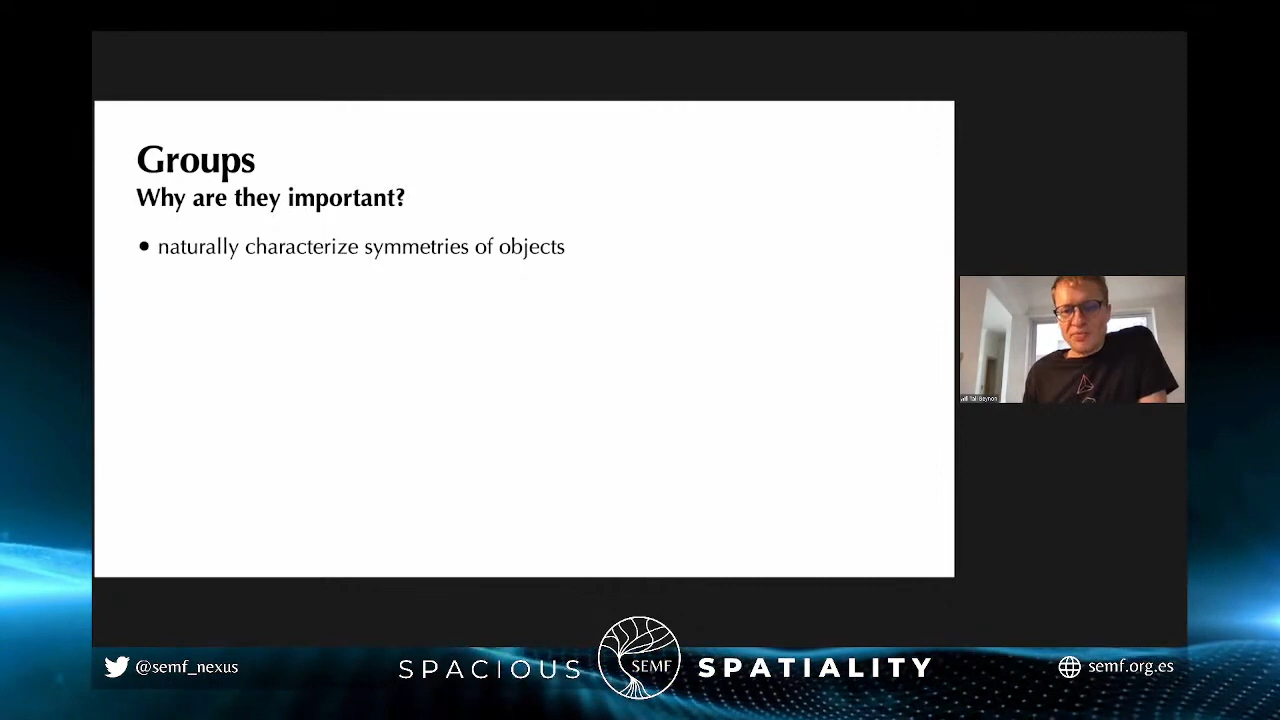 Groups
Why are they important?
• naturally characterize symmetries of objects
@semf_nexus
SPACIOUS
SEMF
SPATIALITY
semf.org.es